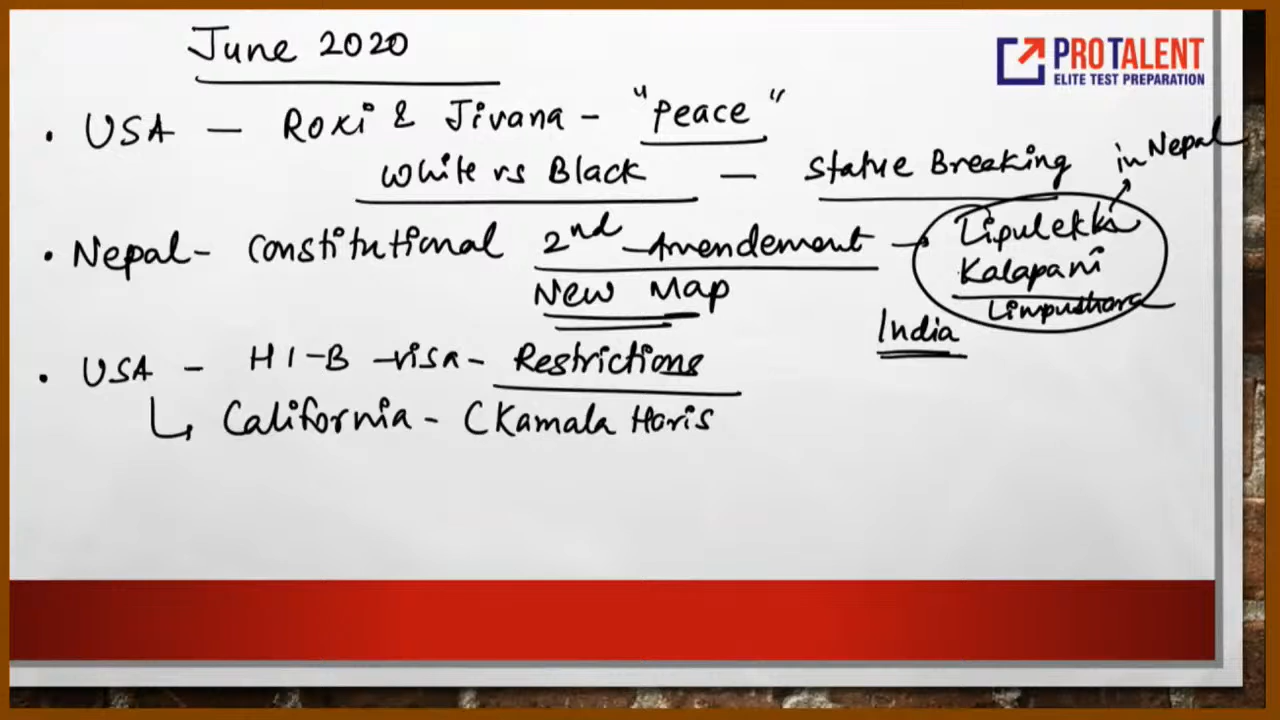 June 2020
PROTALENT
ELITE TEST PREPARATION
• USA — Roxi & Jivana - "Peace"
White vs Black — Statue Breaking
in Nepal
• Nepal - Constitutional 2nd Amendement → Lipulekh
Kalapani
New Map
Limpudhara
India
• USA - H1-B visa - Restrictions
↳ California - (Kamala Haris